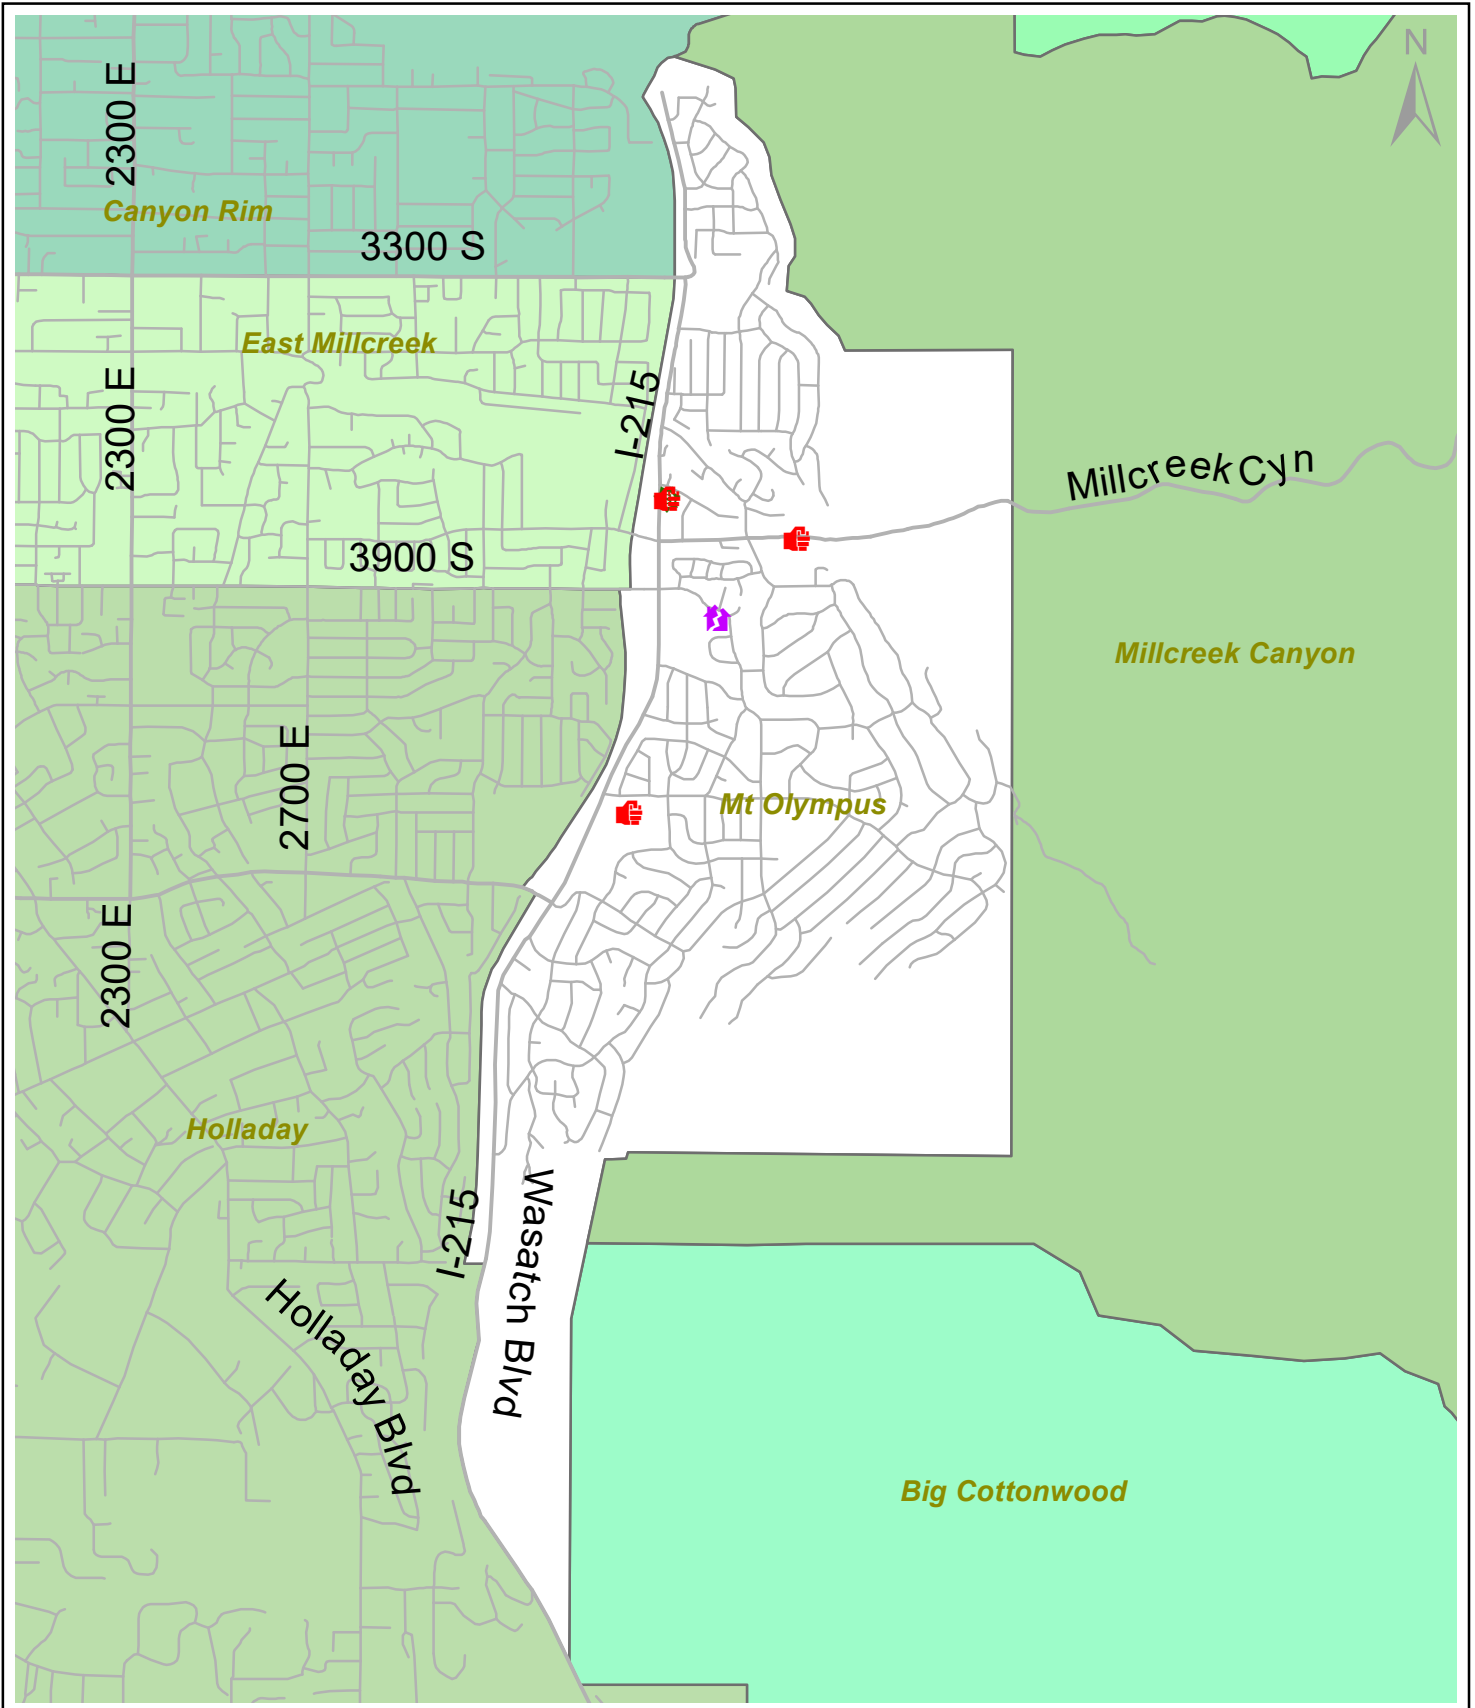 N
2300 E
Canyon Rim
3300 S
East Millcreek
2300 E
I-215
Millcreek Cyn
3900 S
Millcreek Canyon
2700 E
Mt Olympus
2300 E
Holladay
I-215
Wasatch Blvd
Holladay Blvd
Big Cottonwood